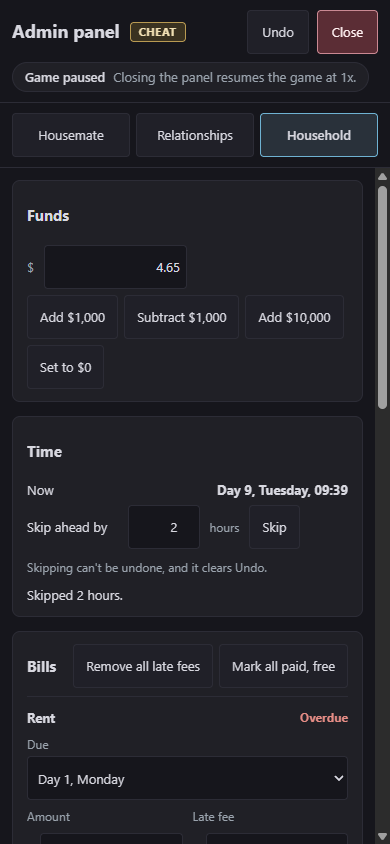 Admin panel CHEAT Undo Close
Game paused Closing the panel resumes the game at 1x.
Housemate Relationships Household
Funds
$ 4.65
Add $1,000 Subtract $1,000 Add $10,000
Set to $0
Time
Now Day 9, Tuesday, 09:39
Skip ahead by 2 hours Skip
Skipping can't be undone, and it clears Undo.
Skipped 2 hours.
Bills Remove all late fees Mark all paid, free
Rent Overdue
Due
Day 1, Monday
Amount Late fee